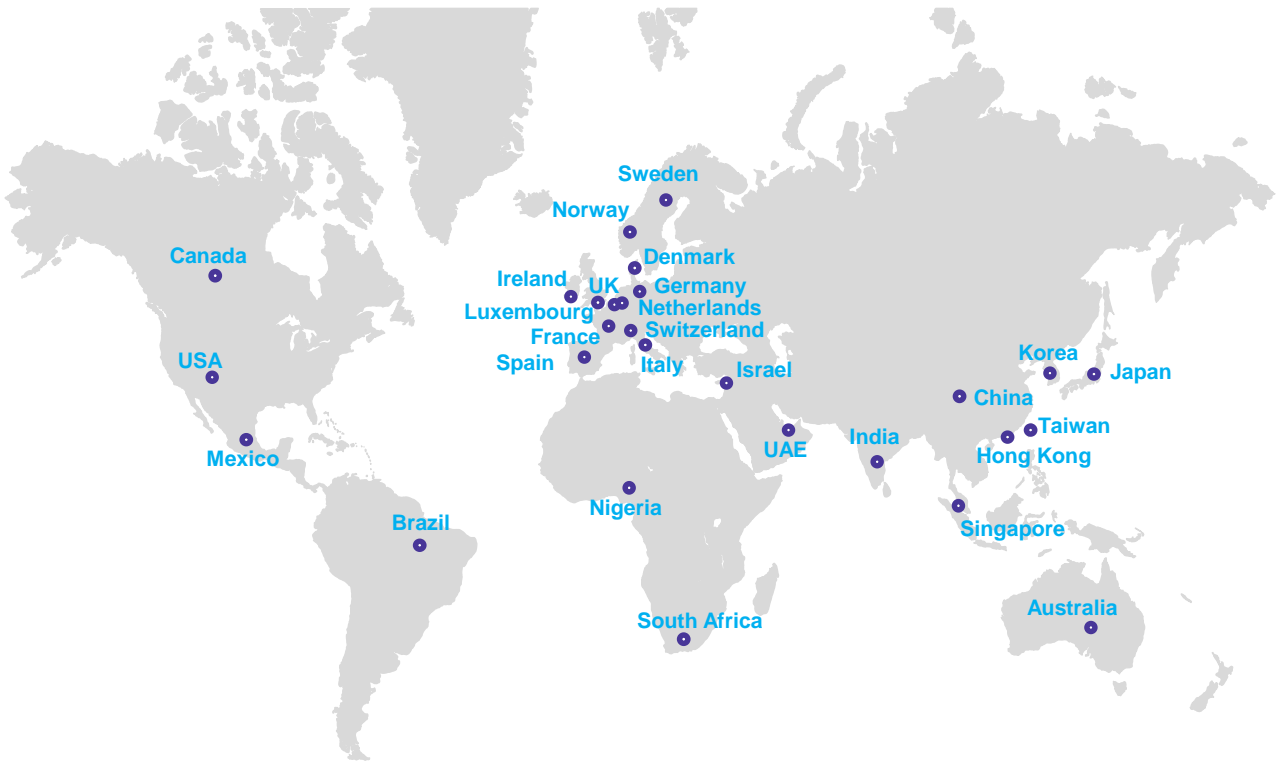 Sweden
Norway
Canada
Denmark
Ireland
UK
Germany
Luxembourg
Netherlands
France
Switzerland
USA
Spain
Italy
Israel
Korea
Japan
China
Mexico
UAE
India
Taiwan
Hong Kong
Nigeria
Brazil
Singapore
South Africa
Australia